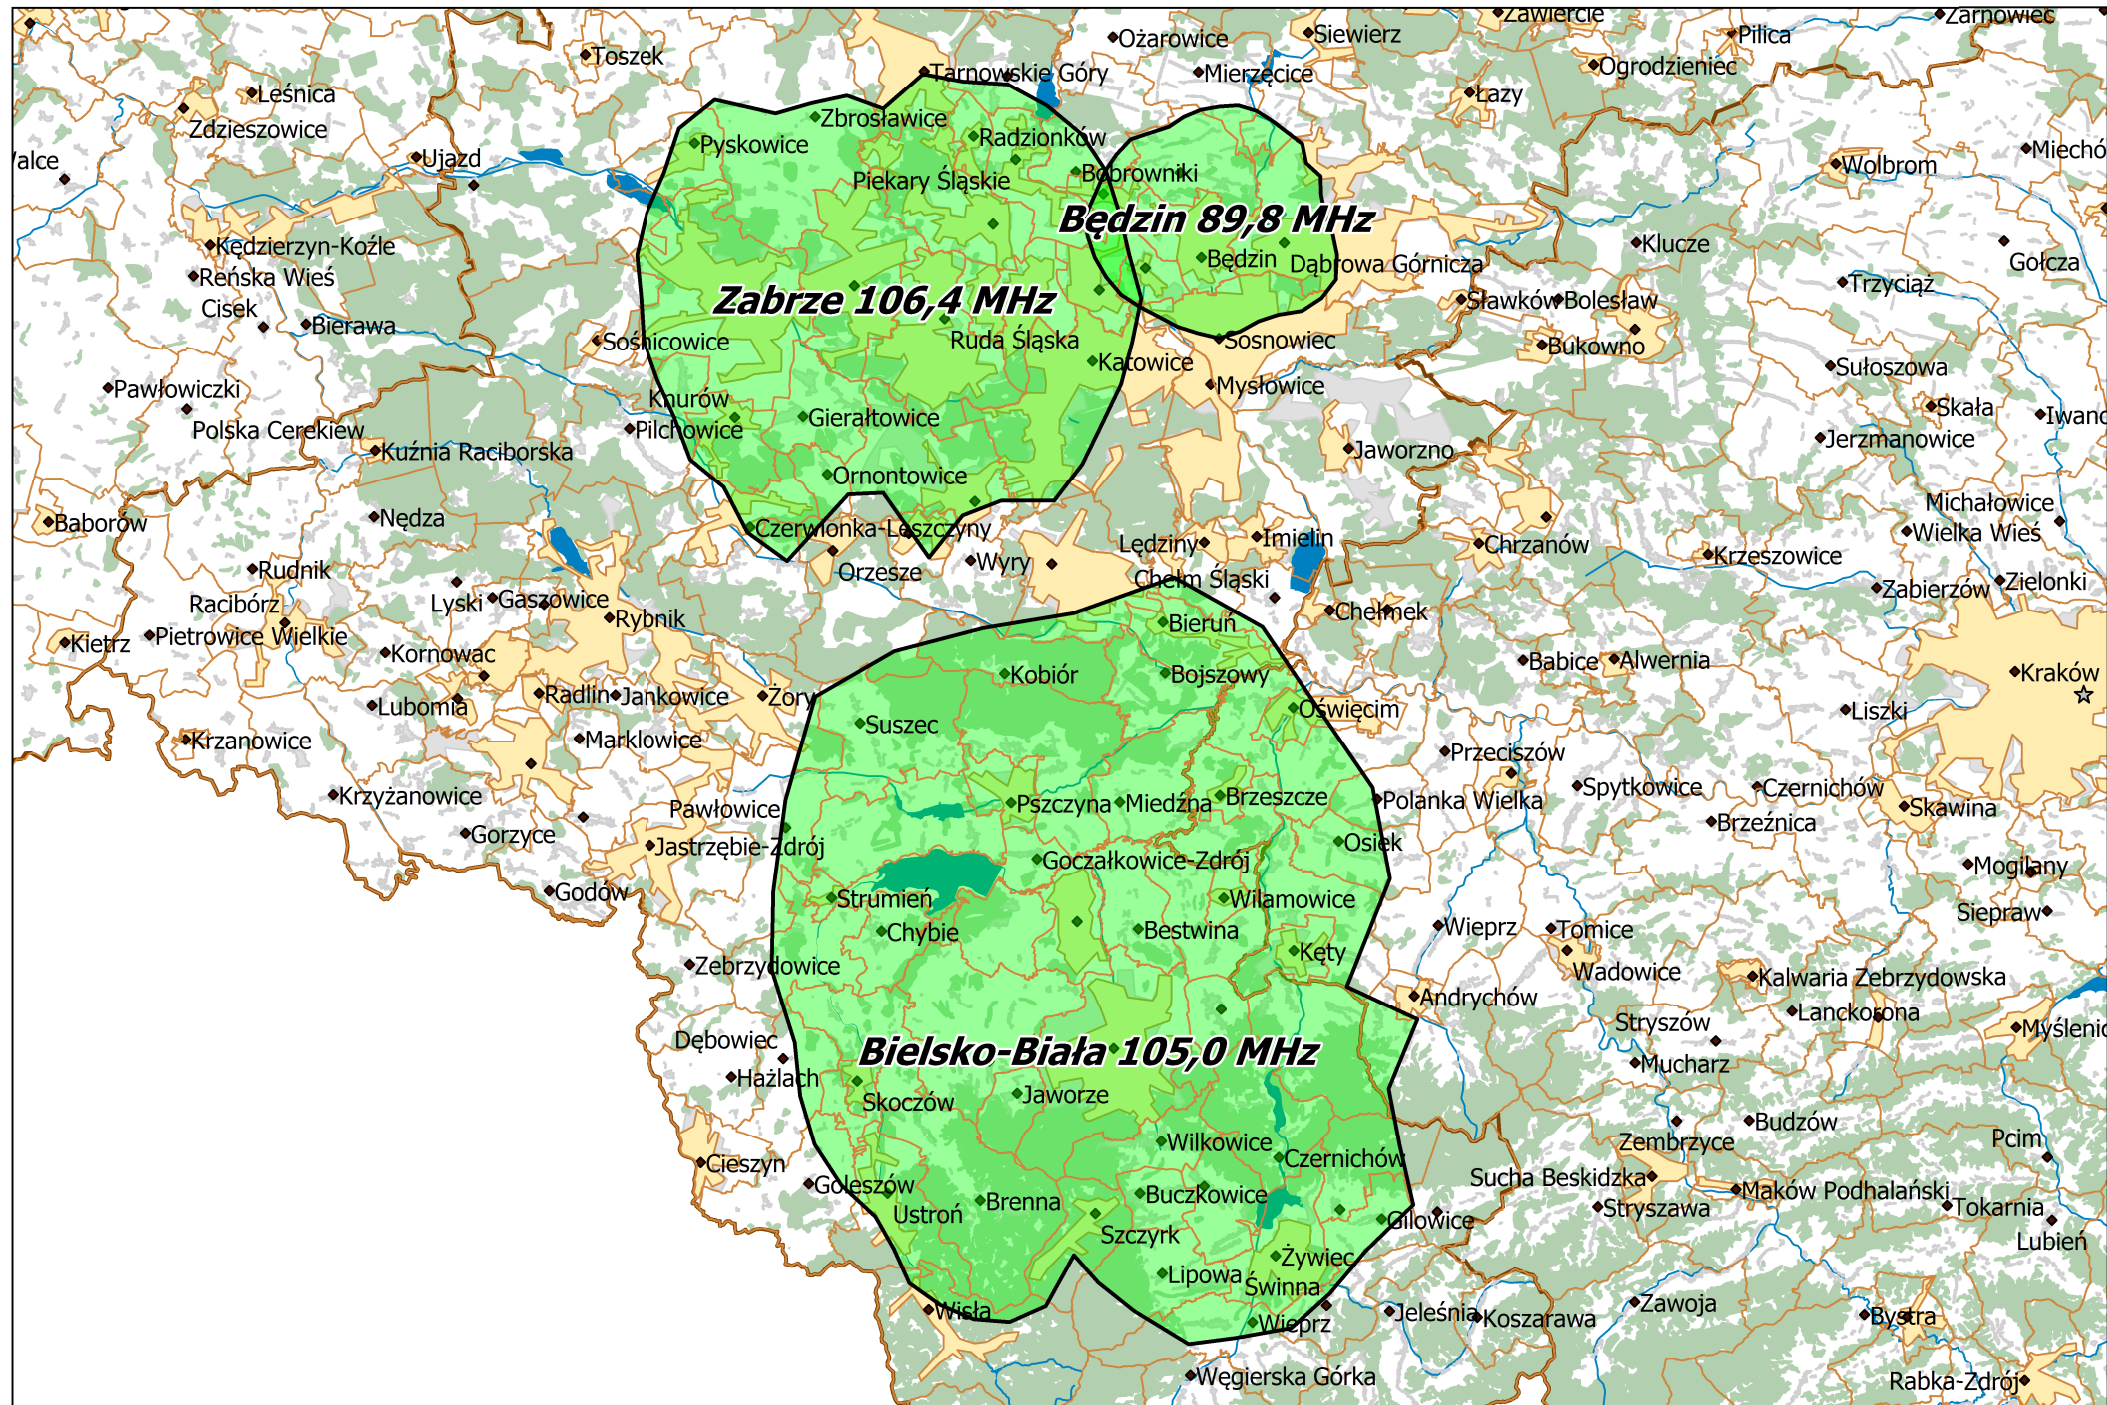 Zawiercie
Żarnowiec
Ożarowice
Siewierz
Pilica
Toszek
Tarnowskie Góry
Mierzęcice
Ogrodzieniec
Leśnica
Łazy
Zdzieszowice
Zbrosławice
Radzionków
Pyskowice
Miechó
Walce
Ujazd
Wolbrom
Piekary Śląskie
Bobrowniki
Będzin 89,8 MHz
Kędzierzyn-Koźle
Klucze
Będzin
Dąbrowa Górnicza
Gołcza
Reńska Wieś
Trzyciąż
Cisek
Zabrze 106,4 MHz
Sławków
Bolesław
Bierawa
Sośnicowice
Ruda Śląska
Sosnowiec
Bukowno
Katowice
Sułoszowa
Pawłowiczki
Mysłowice
Knurów
Skała
Iwano
Gierałtowice
Polska Cerekiew
Pilchowice
Jerzmanowice
Kuźnia Raciborska
Jaworzno
Ornontowice
Michałowice
Nędza
Baborów
Czerwionka-Leszczyny
Wielka Wieś
Imielin
Lędziny
Chrzanów
Krzeszowice
Wyry
Rudnik
Orzesze
Chełm Śląski
Zielonki
Zabierzów
Racibórz
Lyski
Gaszowice
Chełmek
Rybnik
Bieruń
Pietrowice Wielkie
Kietrz
Kornowac
Babice
Alwernia
Kobiór
Bojszowy
Kraków
Radlin
Jankowice
Żory
Lubomia
Oświęcim
Liszki
Suszec
Krzanowice
Marklowice
Przeciszów
Spytkowice
Czernichów
Krzyżanowice
Pawłowice
Pszczyna
Miedźna
Brzeszcze
Polanka Wielka
Skawina
Brzeźnica
Gorzyce
Jastrzębie-Zdrój
Osiek
Goczałkowice-Zdrój
Mogilany
Godów
Strumień
Wilamowice
Siepraw
Chybie
Bestwina
Wieprz
Tomice
Kęty
Zebrzydowice
Wadowice
Kalwaria Zebrzydowska
Andrychów
Lanckorona
Stryszów
Myślenic
Dębowiec
Bielsko-Biała 105,0 MHz
Mucharz
Hażlach
Jaworze
Skoczów
Budzów
Wilkowice
Zembrzyce
Pcim
Cieszyn
Czernichów
Sucha Beskidzka
Goleszów
Buczkowice
Maków Podhalański
Brenna
Stryszawa
Tokarnia
Ustroń
Gilowice
Szczyrk
Lubień
Żywiec
Lipowa
Świnna
Wisła
Zawoja
Jeleśnia
Koszarawa
Bystra
Wieprz
Węgierska Górka
Rabka-Zdrój